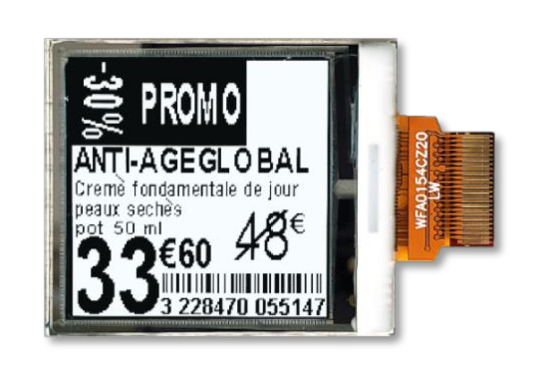 -30%
PROMO
ANTI-AGEGLOBAL
Creme fondamentale de jour
peaux seches
pot 50 ml
33€60
48€
3 228470 055147
WFA0154CZ20
LW